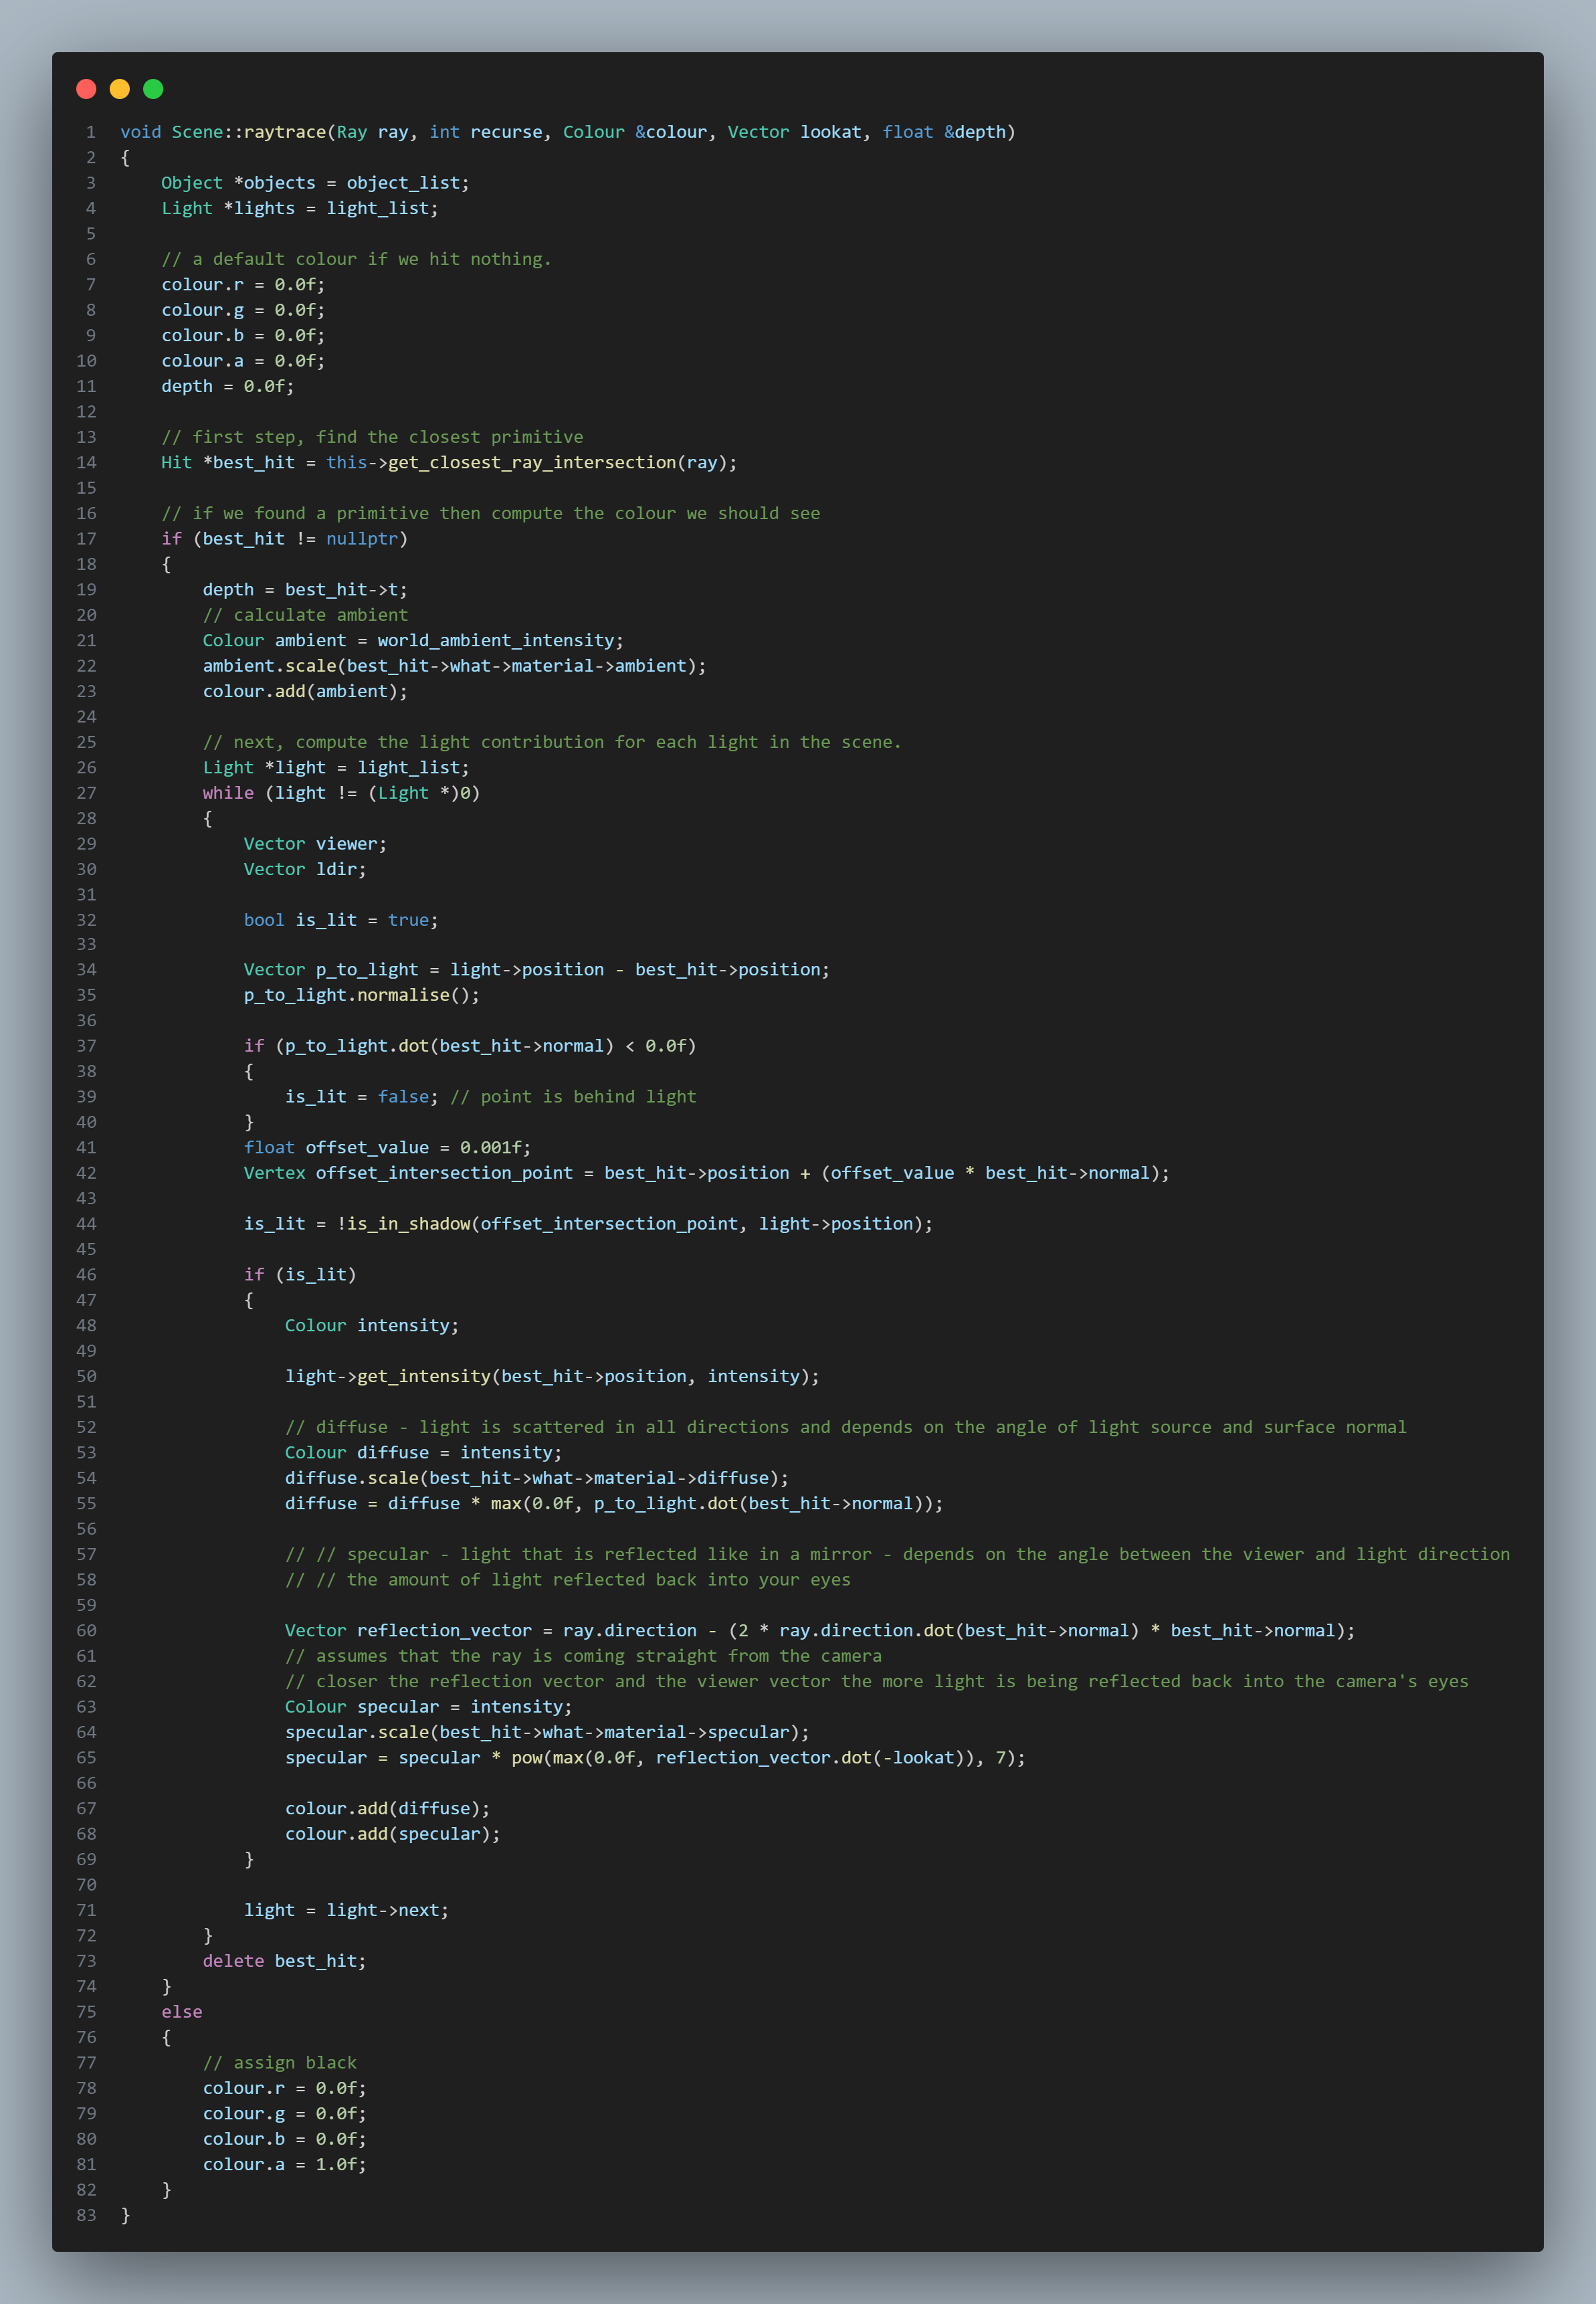 1 void Scene::raytrace(Ray ray, int recurse, Colour &colour, Vector lookat, float &depth)
2 {
3     Object *objects = object_list;
4     Light *lights = light_list;
5
6     // a default colour if we hit nothing.
7     colour.r = 0.0f;
8     colour.g = 0.0f;
9     colour.b = 0.0f;
10     colour.a = 0.0f;
11     depth = 0.0f;
12
13     // first step, find the closest primitive
14     Hit *best_hit = this->get_closest_ray_intersection(ray);
15
16     // if we found a primitive then compute the colour we should see
17     if (best_hit != nullptr)
18     {
19         depth = best_hit->t;
20         // calculate ambient
21         Colour ambient = world_ambient_intensity;
22         ambient.scale(best_hit->what->material->ambient);
23         colour.add(ambient);
24
25         // next, compute the light contribution for each light in the scene.
26         Light *light = light_list;
27         while (light != (Light *)0)
28         {
29             Vector viewer;
30             Vector ldir;
31
32             bool is_lit = true;
33
34             Vector p_to_light = light->position - best_hit->position;
35             p_to_light.normalise();
36
37             if (p_to_light.dot(best_hit->normal) < 0.0f)
38             {
39                 is_lit = false; // point is behind light
40             }
41             float offset_value = 0.001f;
42             Vertex offset_intersection_point = best_hit->position + (offset_value * best_hit->normal);
43
44             is_lit = !is_in_shadow(offset_intersection_point, light->position);
45
46             if (is_lit)
47             {
48                 Colour intensity;
49
50                 light->get_intensity(best_hit->position, intensity);
51
52                 // diffuse - light is scattered in all directions and depends on the angle of light source and surface normal
53                 Colour diffuse = intensity;
54                 diffuse.scale(best_hit->what->material->diffuse);
55                 diffuse = diffuse * max(0.0f, p_to_light.dot(best_hit->normal));
56
57                 // // specular - light that is reflected like in a mirror - depends on the angle between the viewer and light direction
58                 // // the amount of light reflected back into your eyes
59
60                 Vector reflection_vector = ray.direction - (2 * ray.direction.dot(best_hit->normal) * best_hit->normal);
61                 // assumes that the ray is coming straight from the camera
62                 // closer the reflection vector and the viewer vector the more light is being reflected back into the camera's eyes
63                 Colour specular = intensity;
64                 specular.scale(best_hit->what->material->specular);
65                 specular = specular * pow(max(0.0f, reflection_vector.dot(-lookat)), 7);
66
67                 colour.add(diffuse);
68                 colour.add(specular);
69             }
70
71             light = light->next;
72         }
73         delete best_hit;
74     }
75     else
76     {
77         // assign black
78         colour.r = 0.0f;
79         colour.g = 0.0f;
80         colour.b = 0.0f;
81         colour.a = 1.0f;
82     }
83 }